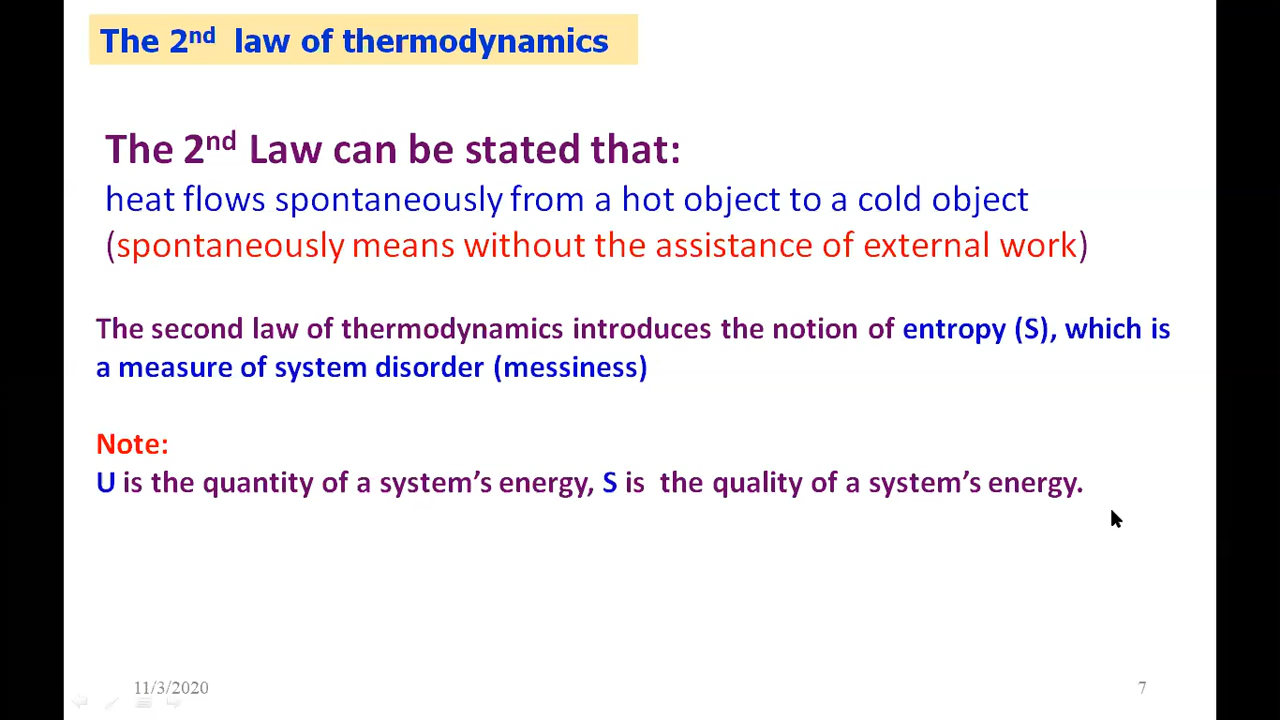 The 2nd law of thermodynamics
The 2nd Law can be stated that:
heat flows spontaneously from a hot object to a cold object
(spontaneously means without the assistance of external work)
The second law of thermodynamics introduces the notion of entropy (S), which is
a measure of system disorder (messiness)
Note:
U is the quantity of a system’s energy, S is the quality of a system’s energy.
11/3/2020
7